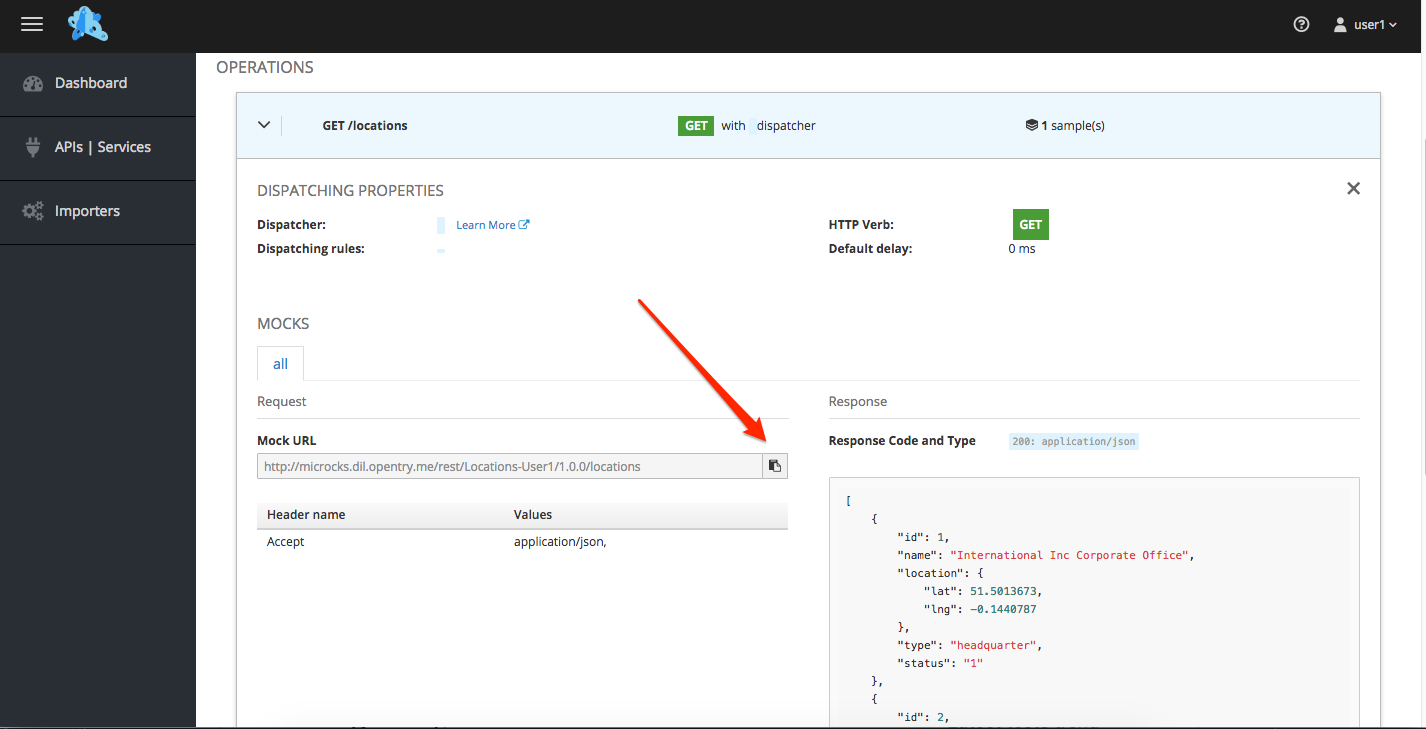 user1
Dashboard
APIs | Services
Importers
OPERATIONS
GET /locations GET with dispatcher 1 sample(s)
DISPATCHING PROPERTIES
Dispatcher: Learn More HTTP Verb: GET
Dispatching rules: Default delay: 0 ms
MOCKS
all
Request
Mock URL
http://microcks.dil.opentry.me/rest/Locations-User1/1.0.0/locations
Header name Values
Accept application/json,
Response
Response Code and Type 200: application/json
[
{
"id": 1,
"name": "International Inc Corporate Office",
"location": {
"lat": 51.5013673,
"lng": -0.1440787
},
"type": "headquarter",
"status": "1"
},
{
"id": 2,